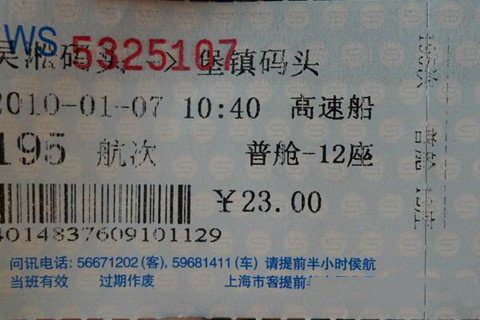 WS 5325107
吴淞码头 > 堡镇码头
2010-01-07 10:40 高速船
195 航次 普舱-12座
￥23.00
4014837609101129
问讯电话: 56671202 (客), 59681411 (车) 请提前半小时侯航
当班有效 过期作废 上海市客提前